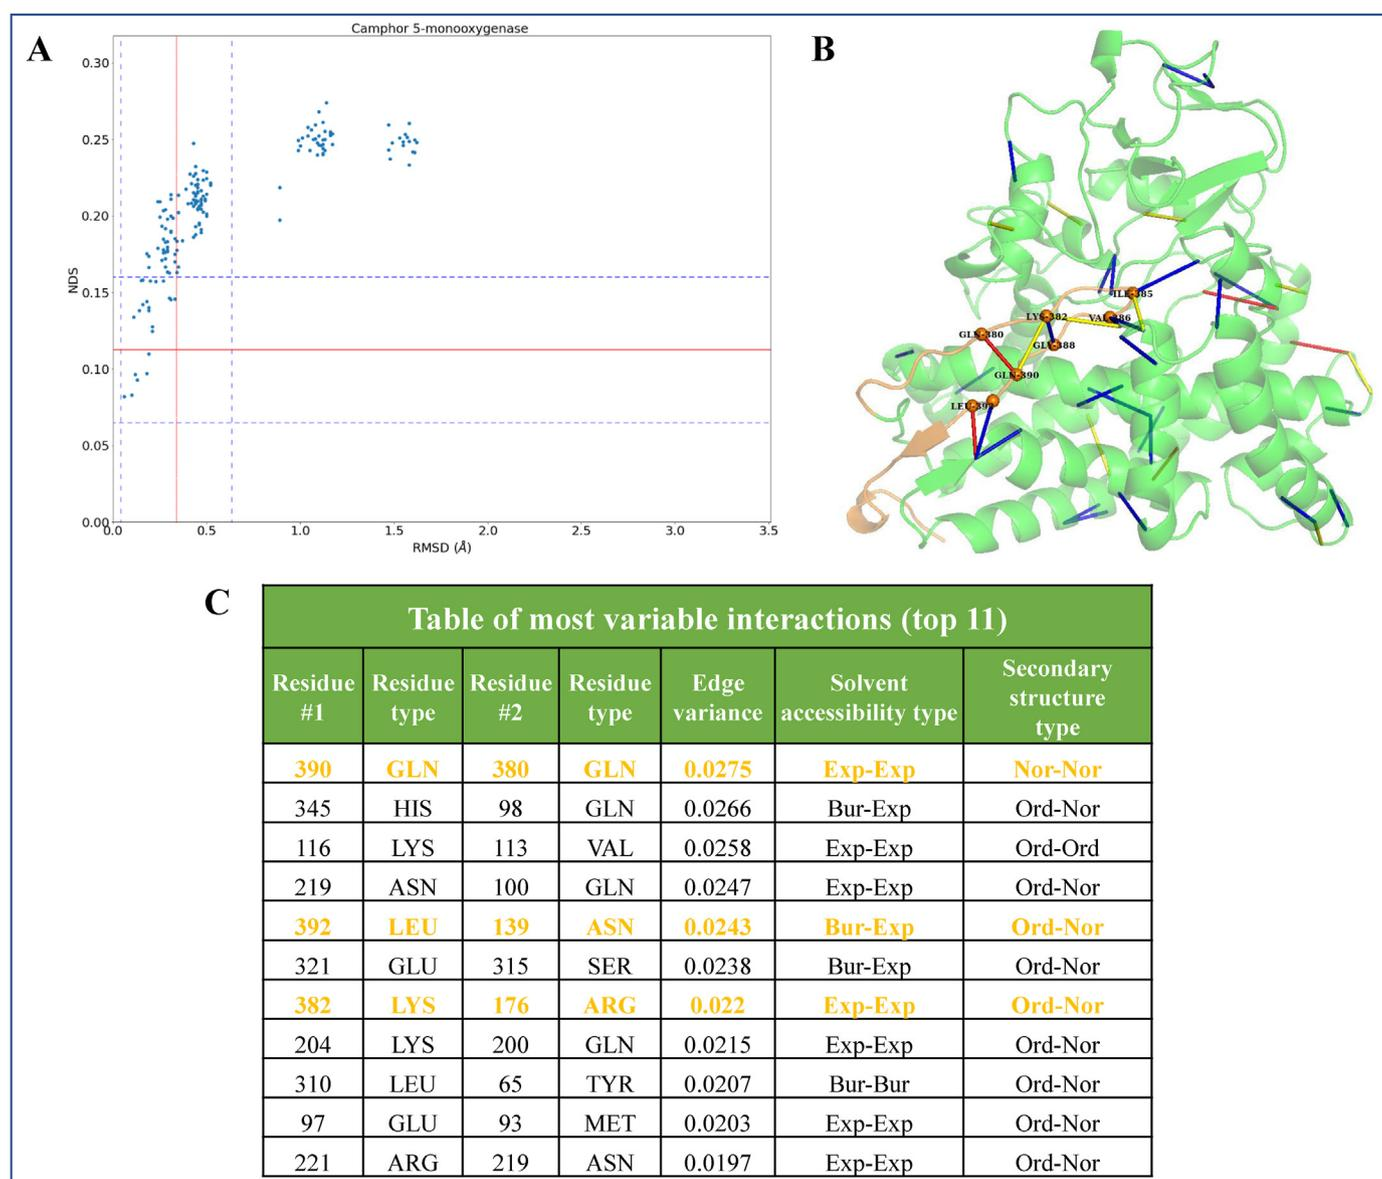 A
Camphor 5-monooxygenase
0.30
0.25
0.20
0.15
0.10
0.05
0.00
NDS
0.0 0.5 1.0 1.5 2.0 2.5 3.0 3.5
RMSD (Å)
B
ILE-385
LYS-382 VAL-386
GLN-380
GLU-388
GLN-390
LEU-392
C
Table of most variable interactions (top 11)
Residue #1 Residue type Residue #2 Residue type Edge variance Solvent accessibility type Secondary structure type
390 GLN 380 GLN 0.0275 Exp-Exp Nor-Nor
345 HIS 98 GLN 0.0266 Bur-Exp Ord-Nor
116 LYS 113 VAL 0.0258 Exp-Exp Ord-Ord
219 ASN 100 GLN 0.0247 Exp-Exp Ord-Nor
392 LEU 139 ASN 0.0243 Bur-Exp Ord-Nor
321 GLU 315 SER 0.0238 Bur-Exp Ord-Nor
382 LYS 176 ARG 0.022 Exp-Exp Ord-Nor
204 LYS 200 GLN 0.0215 Exp-Exp Ord-Nor
310 LEU 65 TYR 0.0207 Bur-Bur Ord-Nor
97 GLU 93 MET 0.0203 Exp-Exp Ord-Nor
221 ARG 219 ASN 0.0197 Exp-Exp Ord-Nor